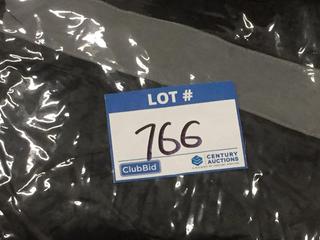 LOT #
766
ClubBid
CENTURY
AUCTIONS